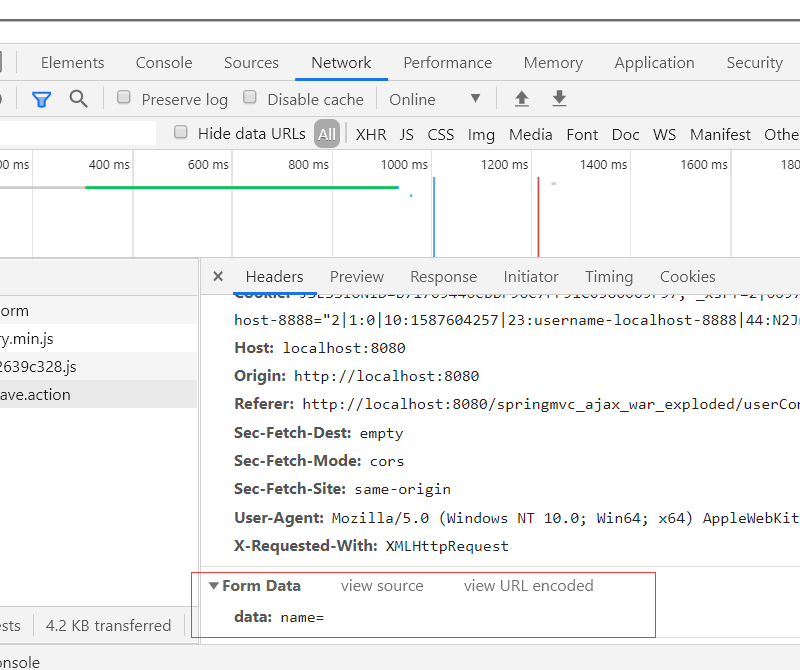 Elements Console Sources Network Performance Memory Application Security
Preserve log Disable cache Online
Hide data URLs All XHR JS CSS Img Media Font Doc WS Manifest Othe
00 ms 400 ms 600 ms 800 ms 1000 ms 1200 ms 1400 ms 1600 ms 180
× Headers Preview Response Initiator Timing Cookies
orm
ry.min.js
2639c328.js
ave.action
host-8888="2|1:0|10:1587604257|23:username-localhost-8888|44:N2J
Host: localhost:8080
Origin: http://localhost:8080
Referer: http://localhost:8080/springmvc_ajax_war_exploded/userCon
Sec-Fetch-Dest: empty
Sec-Fetch-Mode: cors
Sec-Fetch-Site: same-origin
User-Agent: Mozilla/5.0 (Windows NT 10.0; Win64; x64) AppleWebKit
X-Requested-With: XMLHttpRequest
Form Data view source view URL encoded
data: name=
ests 4.2 KB transferred
onsole